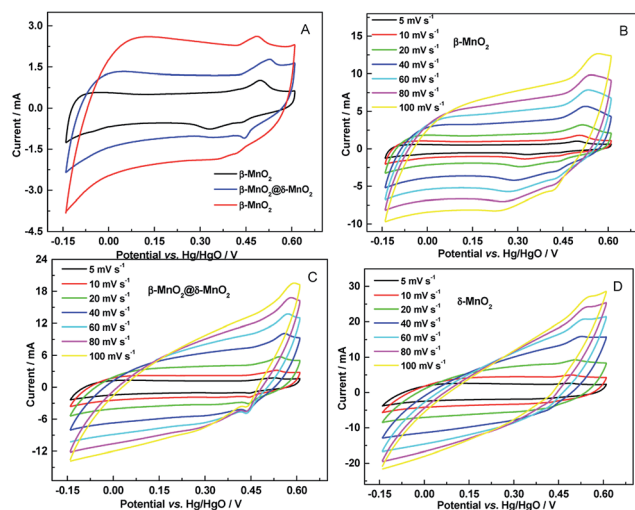 A
4.5
3.0
1.5
0.0
-1.5
-3.0
-4.5
Current / mA
β-MnO₂
β-MnO₂@δ-MnO₂
β-MnO₂
-0.15 0.00 0.15 0.30 0.45 0.60
Potential vs. Hg/HgO / V
B
5 mV s⁻¹
10 mV s⁻¹
20 mV s⁻¹
40 mV s⁻¹
60 mV s⁻¹
80 mV s⁻¹
100 mV s⁻¹
β-MnO₂
15
10
5
0
-5
-10
Current / mA
-0.15 0.00 0.15 0.30 0.45 0.60
Potential vs. Hg/HgO / V
C
5 mV s⁻¹
10 mV s⁻¹
20 mV s⁻¹
40 mV s⁻¹
60 mV s⁻¹
80 mV s⁻¹
100 mV s⁻¹
β-MnO₂@δ-MnO₂
24
18
12
6
0
-6
-12
Current / mA
-0.15 0.00 0.15 0.30 0.45 0.60
Potential vs. Hg/HgO / V
D
5 mV s⁻¹
10 mV s⁻¹
20 mV s⁻¹
40 mV s⁻¹
60 mV s⁻¹
80 mV s⁻¹
100 mV s⁻¹
δ-MnO₂
30
20
10
0
-10
-20
Current / mA
-0.15 0.00 0.15 0.30 0.45 0.60
Potential vs. Hg/HgO / V